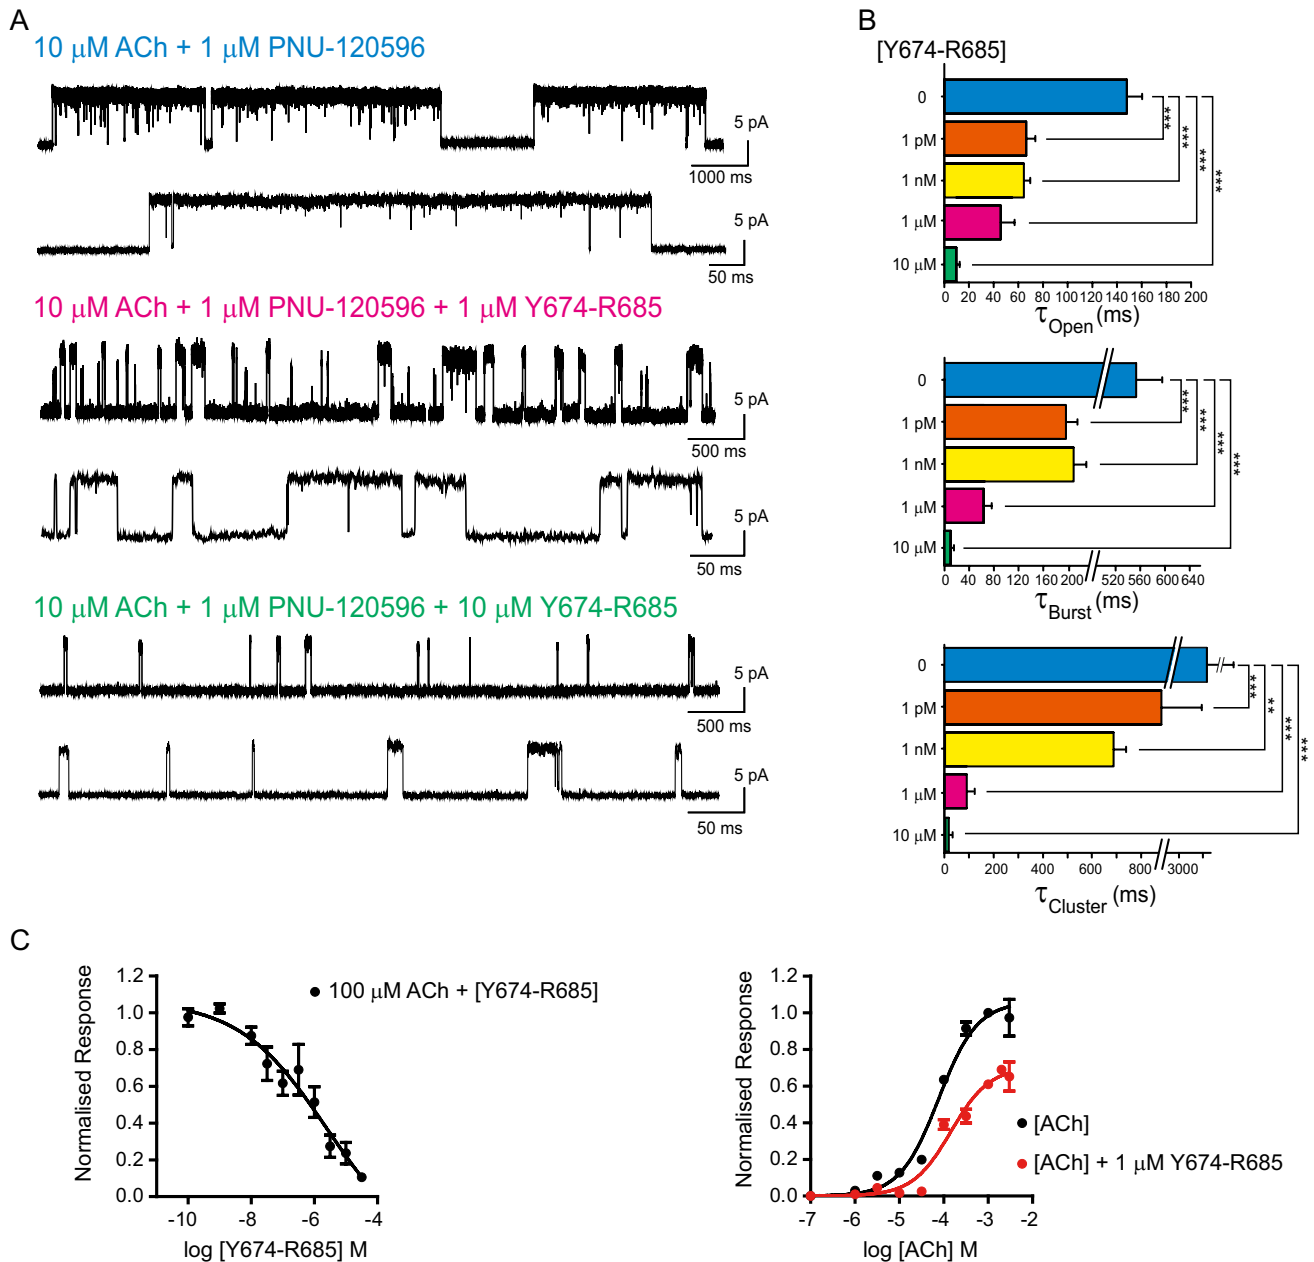 A
10 μM ACh + 1 μM PNU-120596
5 pA
1000 ms
5 pA
50 ms
10 μM ACh + 1 μM PNU-120596 + 1 μM Y674-R685
5 pA
500 ms
5 pA
50 ms
10 μM ACh + 1 μM PNU-120596 + 10 μM Y674-R685
5 pA
500 ms
5 pA
50 ms
B
[Y674-R685]
0
1 pM
1 nM
1 μM
10 μM
*** *** *** ***
0 20 40 60 80 100 120 140 160 180 200
τOpen (ms)
0
1 pM
1 nM
1 μM
10 μM
*** *** *** ***
0 40 80 120 160 200 520 560 600 640
τBurst (ms)
0
1 pM
1 nM
1 μM
10 μM
*** ** *** ***
0 200 400 600 800 3000
τCluster (ms)
C
Normalised Response
1.2
1.0
0.8
0.6
0.4
0.2
0.0
-10 -8 -6 -4
log [Y674-R685] M
100 μM ACh + [Y674-R685]
Normalised Response
1.2
1.0
0.8
0.6
0.4
0.2
0.0
-7 -6 -5 -4 -3 -2
log [ACh] M
[ACh]
[ACh] + 1 μM Y674-R685